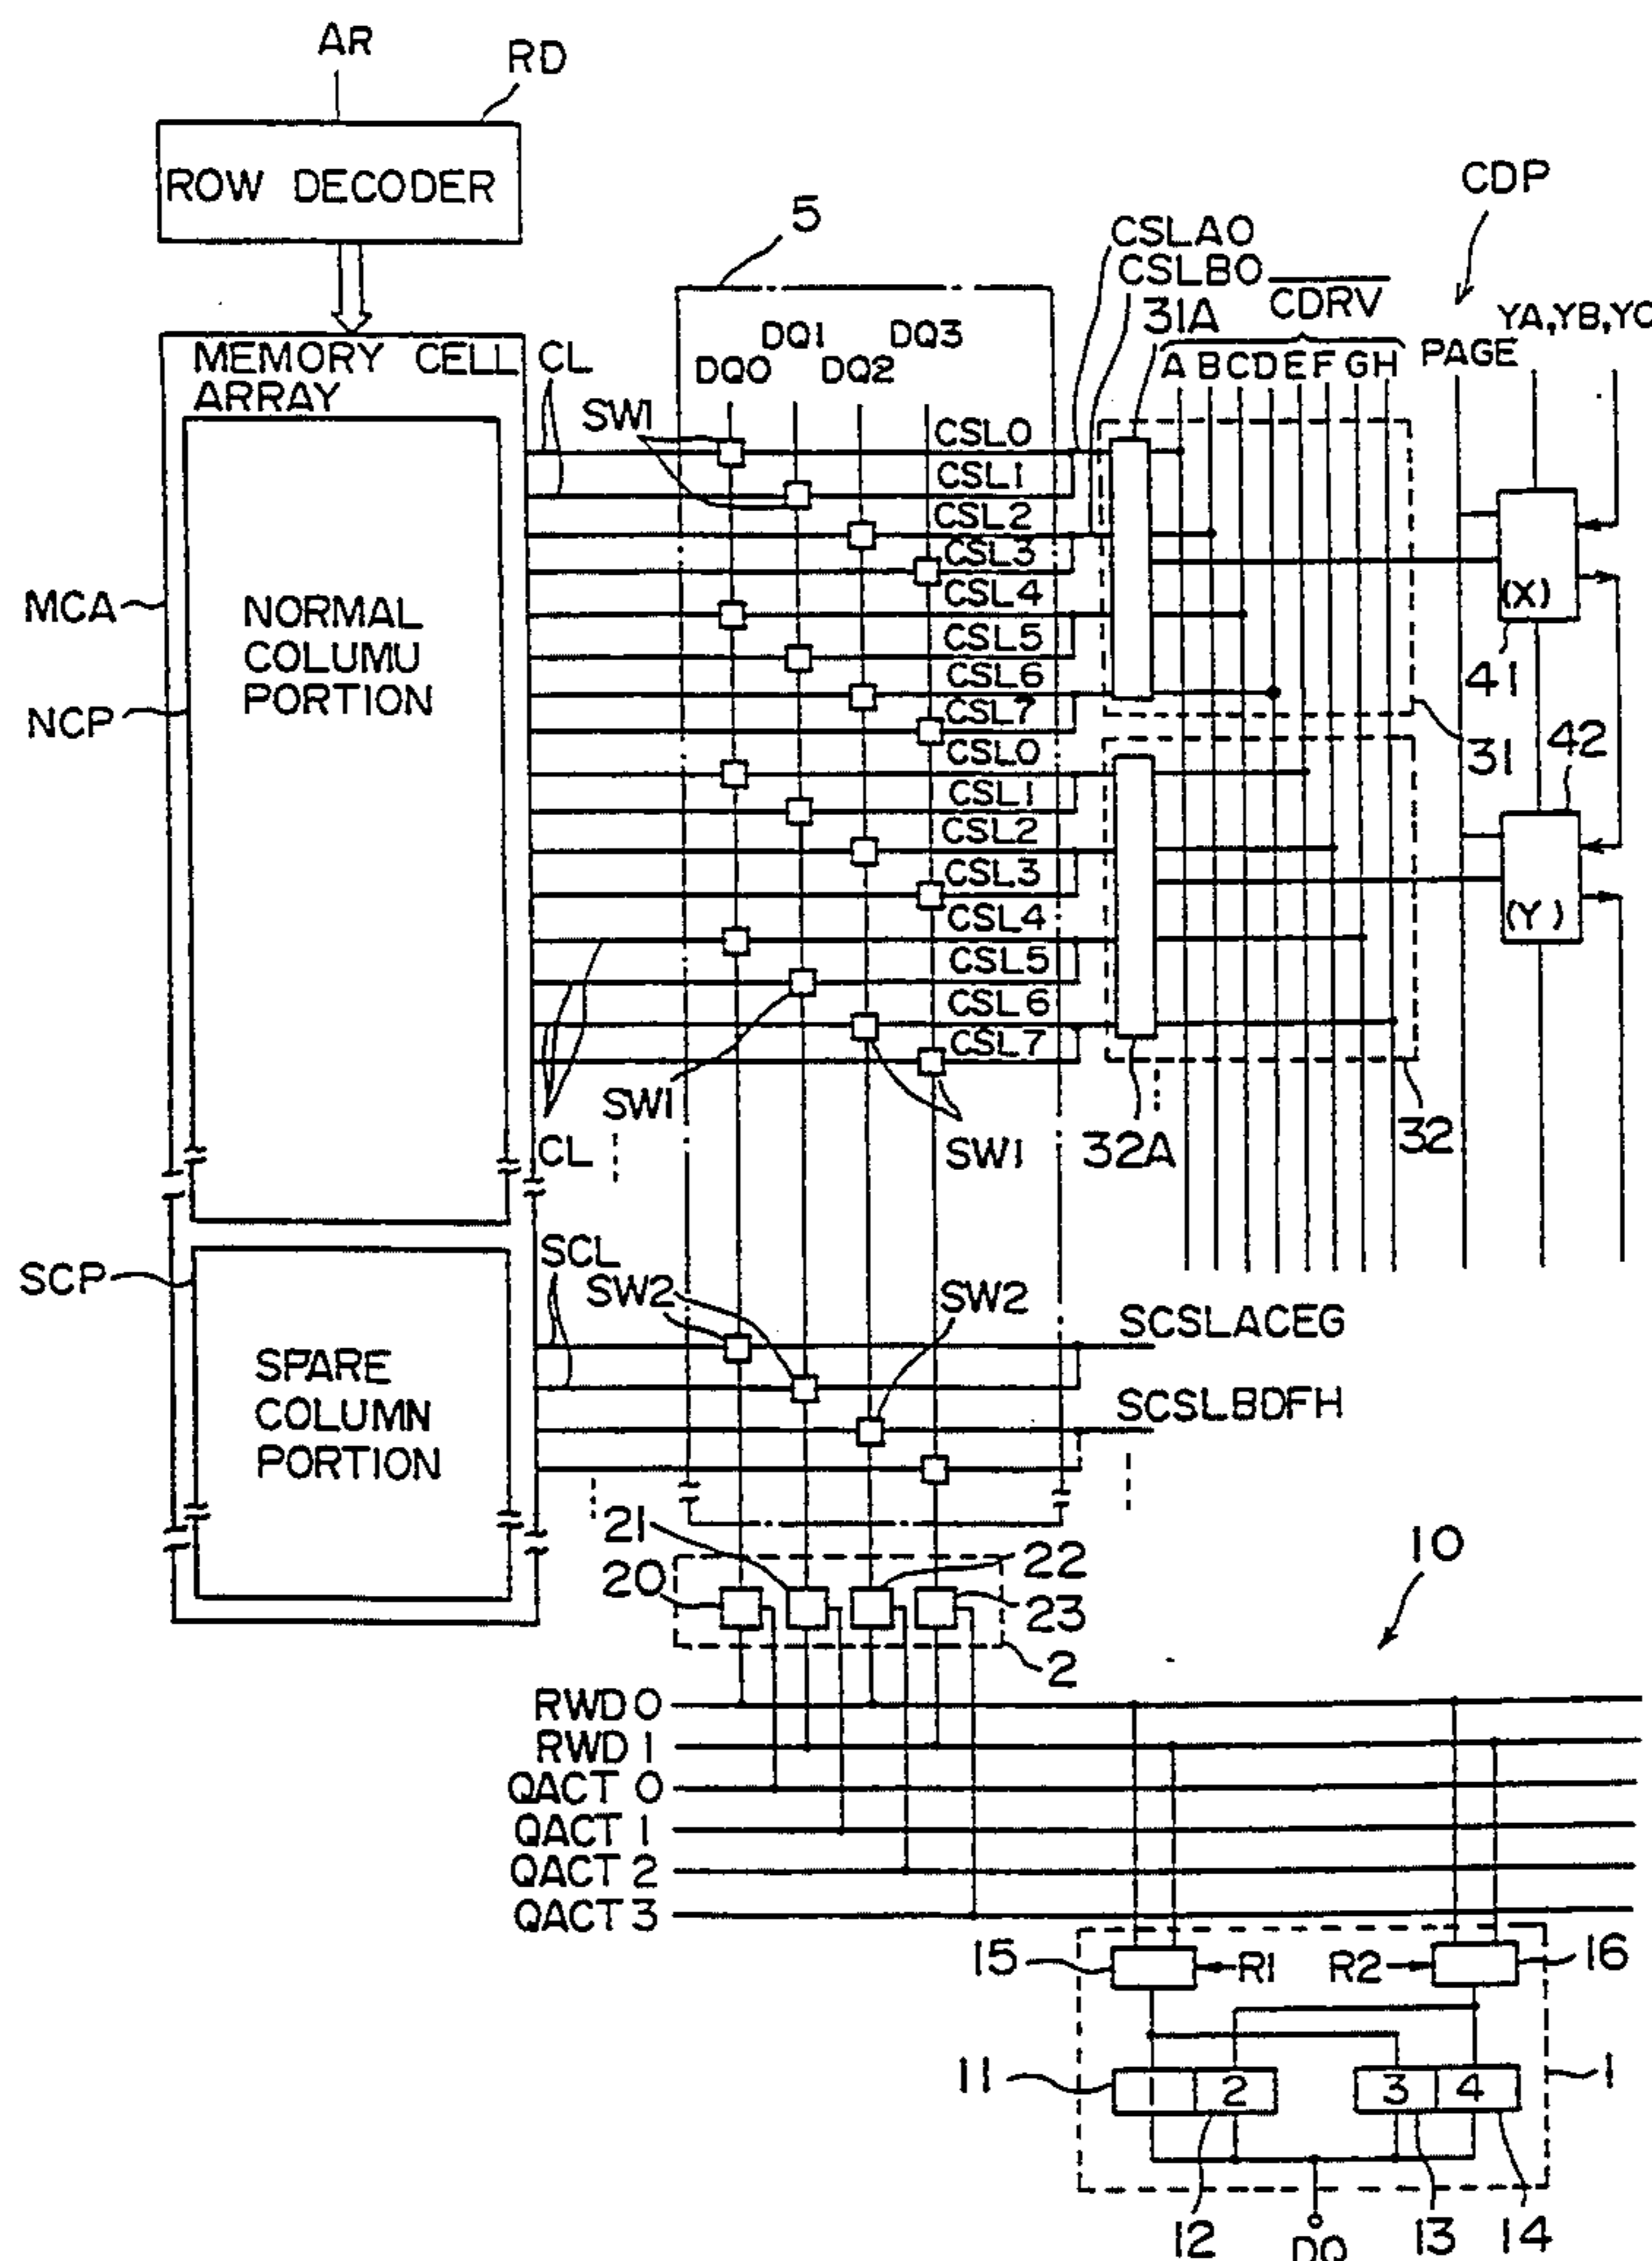 AR
RD
ROW DECODER
CDP
5
CSLA0
CSLB0
CDRV
31A
YA,YB,YC
MEMORY CELL
ARRAY
CL
DQ0
DQ1
DQ2
DQ3
A B C D E F G H
PAGE
SW1
CSL0
CSL1
CSL2
CSL3
CSL4
CSL5
CSL6
CSL7
(X)
41
31
MCA
NORMAL
COLUMU
PORTION
NCP
42
CSL0
CSL1
CSL2
CSL3
CSL4
CSL5
CSL6
CSL7
(Y)
SW1
CL
SW1
32A
32
SCP
SCL
SW2
SW2
SCSLACEG
SPARE
COLUMN
PORTION
SCSLBDFH
10
21
22
20
23
2
RWD 0
RWD 1
QACT 0
QACT 1
QACT 2
QACT 3
15
R1
R2
16
11
2
3
4
1
12
DQ
13
14